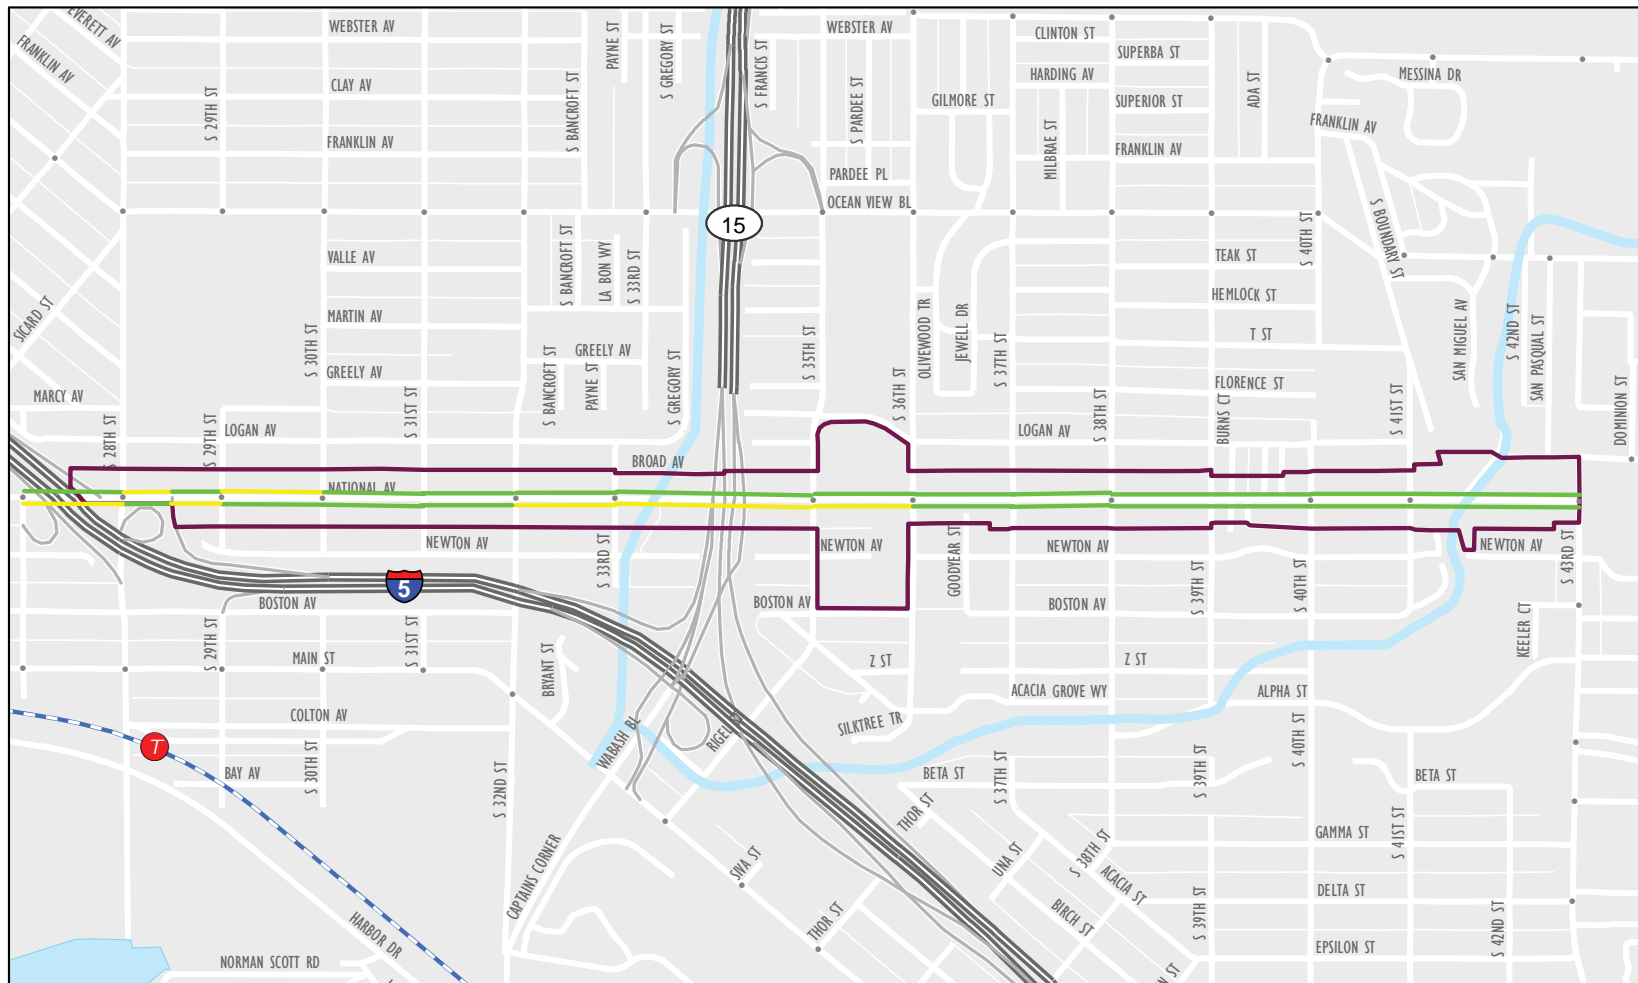 EVERETT AV
FRANKLIN AV
WEBSTER AV
PAYNE ST
S GREGORY ST
S FRANCIS ST
WEBSTER AV
CLINTON ST
SUPERBA ST
HARDING AV
MESSINA DR
CLAY AV
S 29TH ST
S BANCROFT ST
S PARDEE ST
GILMORE ST
SUPERIOR ST
ADA ST
FRANKLIN AV
FRANKLIN AV
MILBRAE ST
FRANKLIN AV
PARDEE PL
OCEAN VIEW BL
15
S BOUNDARY ST
S 40TH ST
VALLE AV
S BANCROFT ST
LA BON WY
S 33RD ST
TEAK ST
HEMLOCK ST
SICARD ST
MARTIN AV
S 30TH ST
GREELY AV
S 35TH ST
OLIVEWOOD TR
JEWELL DR
S 37TH ST
T ST
SAN MIGUEL AV
S 42ND ST
SAN PASQUAL ST
GREELY AV
S BANCROFT ST
PAYNE ST
S GREGORY ST
S 36TH ST
FLORENCE ST
MARCY AV
S 31ST ST
S 38TH ST
BURNS CT
S 41ST ST
DOMINION ST
S 28TH ST
S 29TH ST
LOGAN AV
LOGAN AV
BROAD AV
NATIONAL AV
NEWTON AV
NEWTON AV
NEWTON AV
NEWTON AV
S 33RD ST
GOODYEAR ST
S 39TH ST
S 40TH ST
S 43RD ST
5
BOSTON AV
BOSTON AV
BOSTON AV
S 29TH ST
S 31ST ST
KEELER CT
MAIN ST
BRYANT ST
Z ST
Z ST
ACACIA GROVE WY
ALPHA ST
COLTON AV
WABASH BL
SILKTREE TR
S 40TH ST
T
BAY AV
S 30TH ST
S 32ND ST
BETA ST
S 37TH ST
S 39TH ST
BETA ST
THOR ST
S 41ST ST
GAMMA ST
CAPTAINS CORNER
SIVA ST
UNA ST
S 38TH ST
ACACIA ST
DELTA ST
HARBOR DR
THOR ST
BIRCH ST
S 39TH ST
S 42ND ST
NORMAN SCOTT RD
EPSILON ST